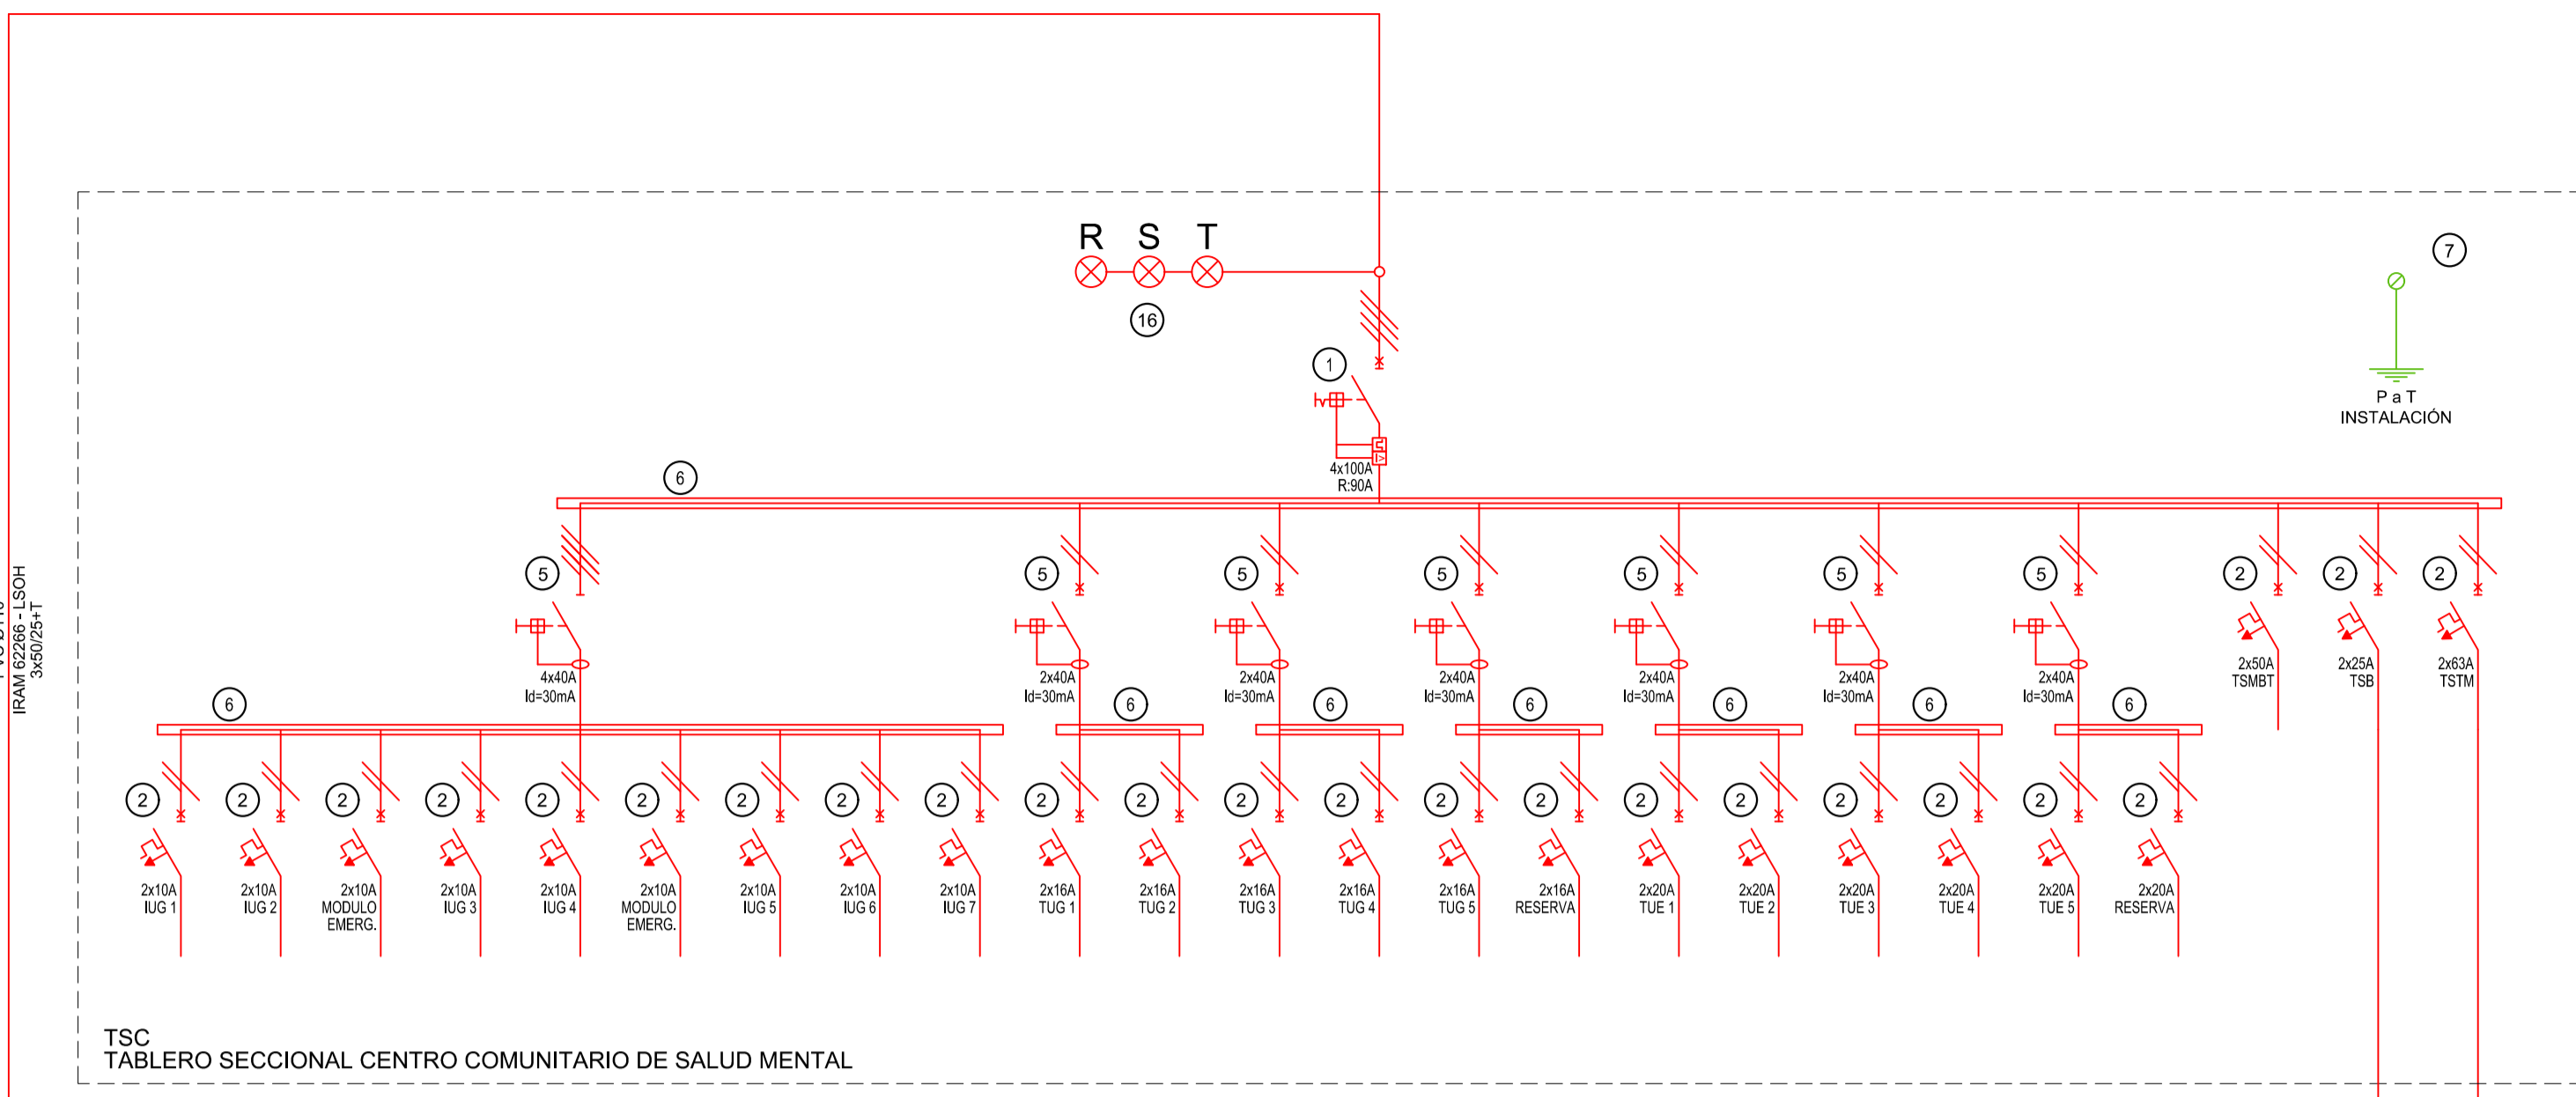 R S T
7
16
1
P a T
INSTALACIÓN
4x100A
R:90A
6
IRAM 62266 - LSOH
3x50/25+T
5 5 5 5 5 5 5 2 2 2
4x40A
Id=30mA
2x40A
Id=30mA
2x40A
Id=30mA
2x40A
Id=30mA
2x40A
Id=30mA
2x40A
Id=30mA
2x40A
Id=30mA
2x50A
TSMBT
2x25A
TSB
2x63A
TSTM
6 6 6 6 6 6 6
2 2 2 2 2 2 2 2 2 2 2 2 2 2 2 2 2 2 2 2 2
2x10A
IUG 1
2x10A
IUG 2
2x10A
MODULO
EMERG.
2x10A
IUG 3
2x10A
IUG 4
2x10A
MODULO
EMERG.
2x10A
IUG 5
2x10A
IUG 6
2x10A
IUG 7
2x16A
TUG 1
2x16A
TUG 2
2x16A
TUG 3
2x16A
TUG 4
2x16A
TUG 5
2x16A
RESERVA
2x20A
TUE 1
2x20A
TUE 2
2x20A
TUE 3
2x20A
TUE 4
2x20A
TUE 5
2x20A
RESERVA
TSC
TABLERO SECCIONAL CENTRO COMUNITARIO DE SALUD MENTAL